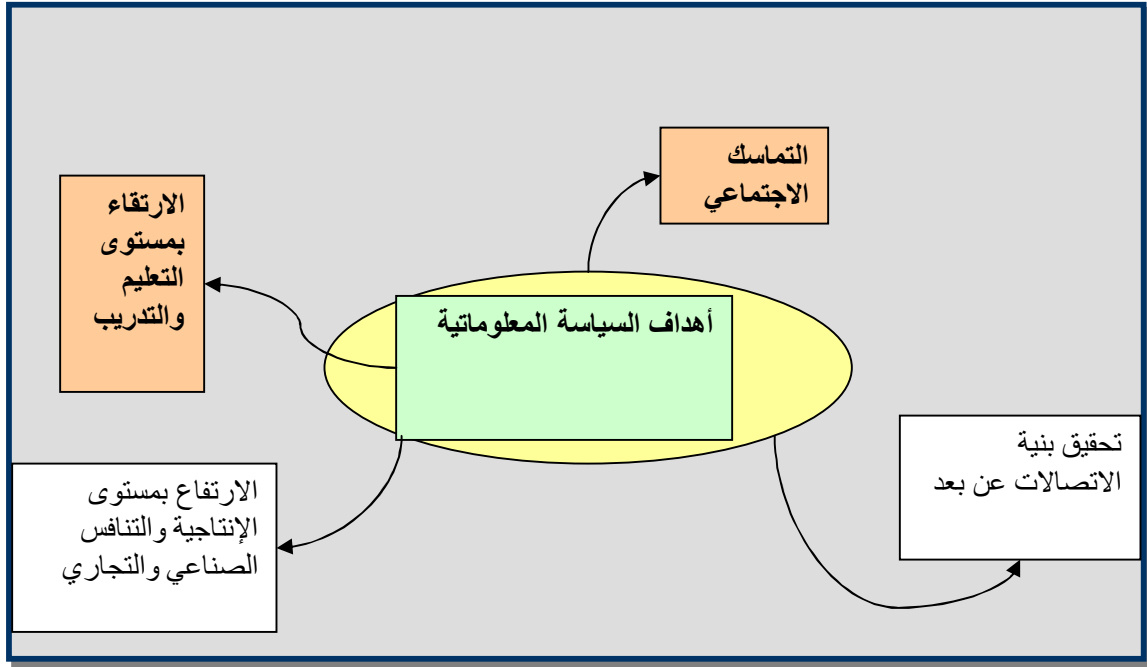 التماسك
الاجتماعي
الارتقاء
بمستوى
التعليم
والتدريب
أهداف السياسة المعلوماتية
تحقيق بنية
الاتصالات عن بعد
الارتفاع بمستوى
الإنتاجية والتنافس
الصناعي والتجاري